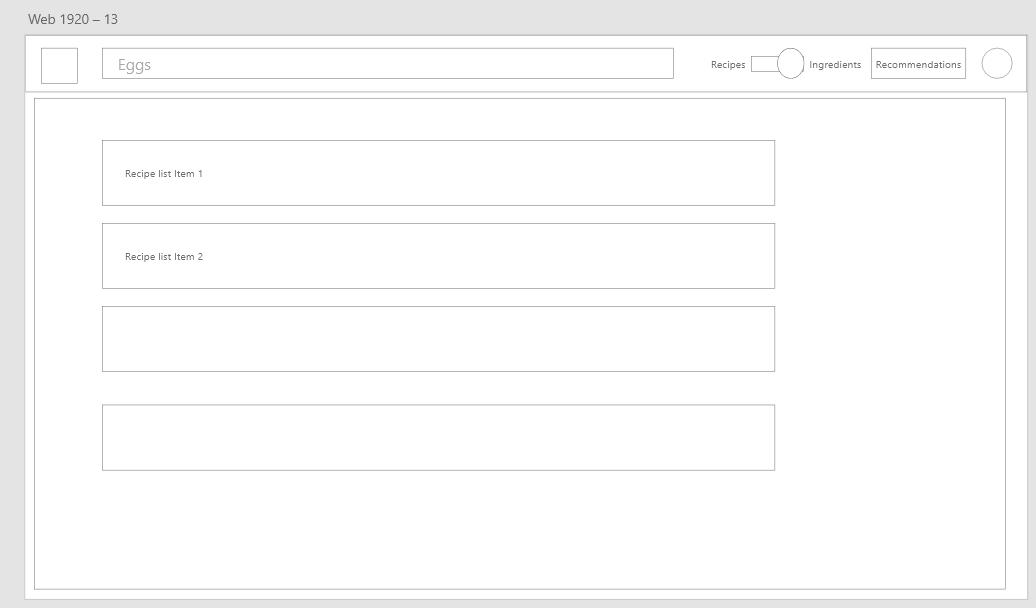 Web 1920 – 13
Eggs
Recipes
Ingredients
Recommendations
Recipe list Item 1
Recipe list Item 2